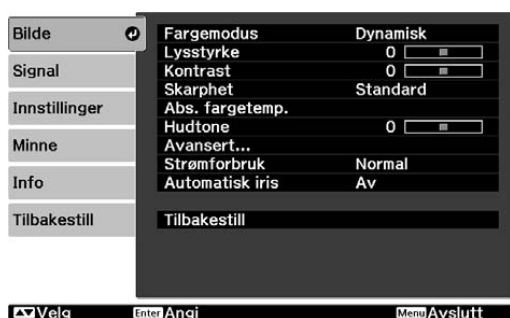 Bilde
Signal
Innstillinger
Minne
Info
Tilbakestill
Fargemodus Dynamisk
Lysstyrke 0
Kontrast 0
Skarphet Standard
Abs. fargetemp.
Hudtone 0
Avansert...
Strømforbruk Normal
Automatisk iris Av
Tilbakestill
Velg Enter Angi Menu Avslutt